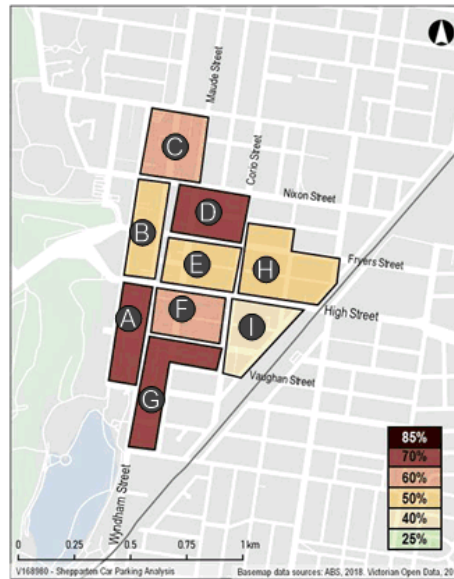 Maude Street
Corio Street
C
Nixon Street
D
B
E
H
Fryers Street
A
F
I
High Street
G
Vaughan Street
Wyndham Street
85%
70%
60%
50%
40%
25%
0 0.25 0.5 0.75 1 km
V168980 - Shepparton Car Parking Analysis
Basemap data sources: ABS, 2018. Victorian Open Data, 20